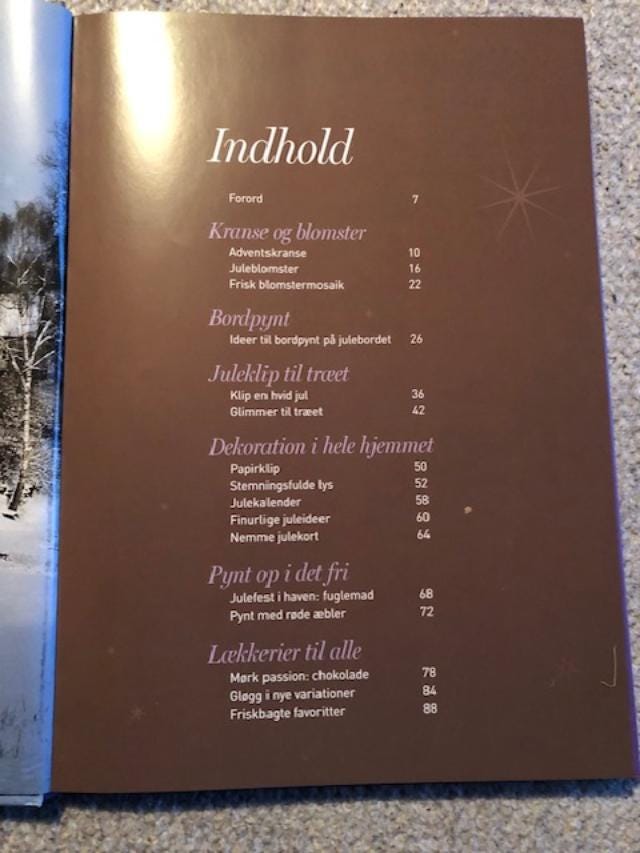 Indhold
Forord 7
Kranse og blomster
Adventskranse 10
Juleblomster 16
Frisk blomstermosaik 22
Bordpynt
Ideer til bordpynt på julebordet 26
Juleklip til træet
Klip en hvid jul 36
Glimmer til træet 42
Dekoration i hele hjemmet
Papirklip 50
Stemningsfulde lys 52
Julekalender 58
Finurlige juleideer 60
Nemme julekort 64
Pynt op i det fri
Julefest i haven: fuglemad 68
Pynt med røde æbler 72
Lækkerier til alle
Mørk passion: chokolade 78
Gløgg i nye variationer 84
Friskbagte favoritter 88